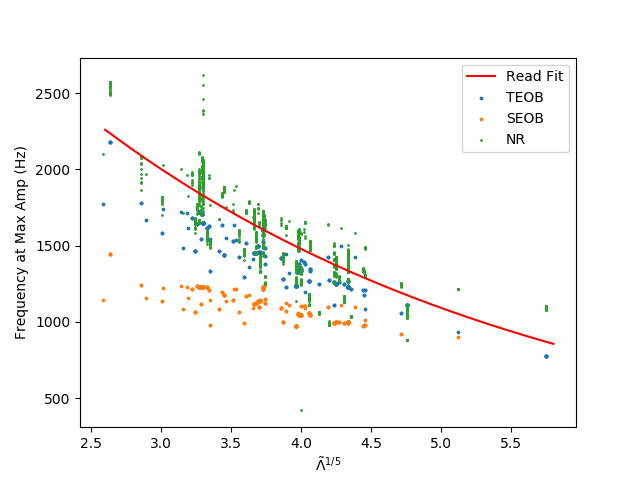 Read Fit
TEOB
SEOB
NR
Frequency at Max Amp (Hz)
2500
2000
1500
1000
500
2.5 3.0 3.5 4.0 4.5 5.0 5.5
Λ̃^{1/5}